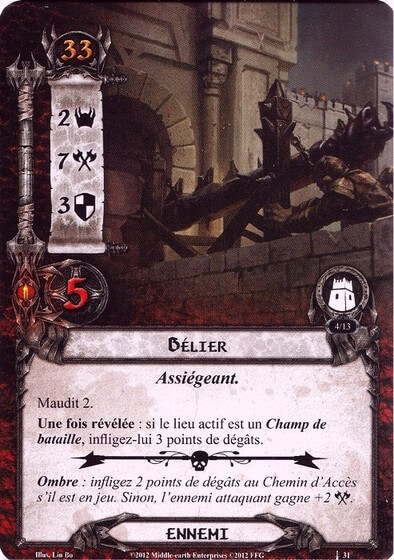 33
2
7
3
5
4/13
Bélier
Assiégeant.
Maudit 2.
Une fois révélée : si le lieu actif est un Champ de
bataille, infligez-lui 3 points de dégâts.
Ombre : infligez 2 points de dégâts au Chemin d'Accès
s'il est en jeu. Sinon, l'ennemi attaquant gagne +2
ENNEMI
Illus. Lin Bo
©2012 Middle-earth Enterprises ©2012 FFG
31